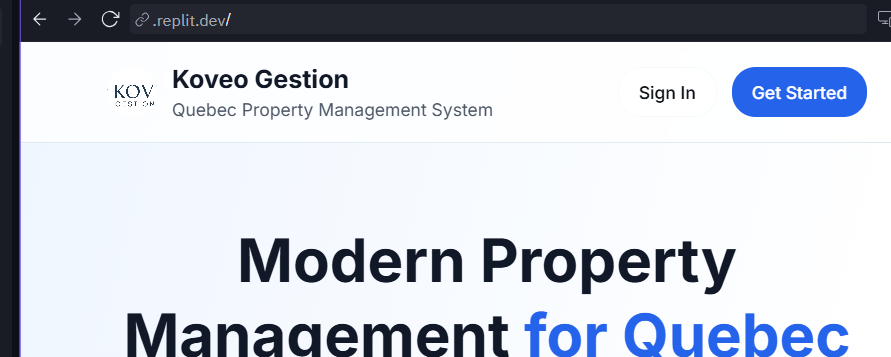 .replit.dev/
KOV
GESTION
Koveo Gestion
Quebec Property Management System
Sign In
Get Started
Modern Property
Management for Quebec